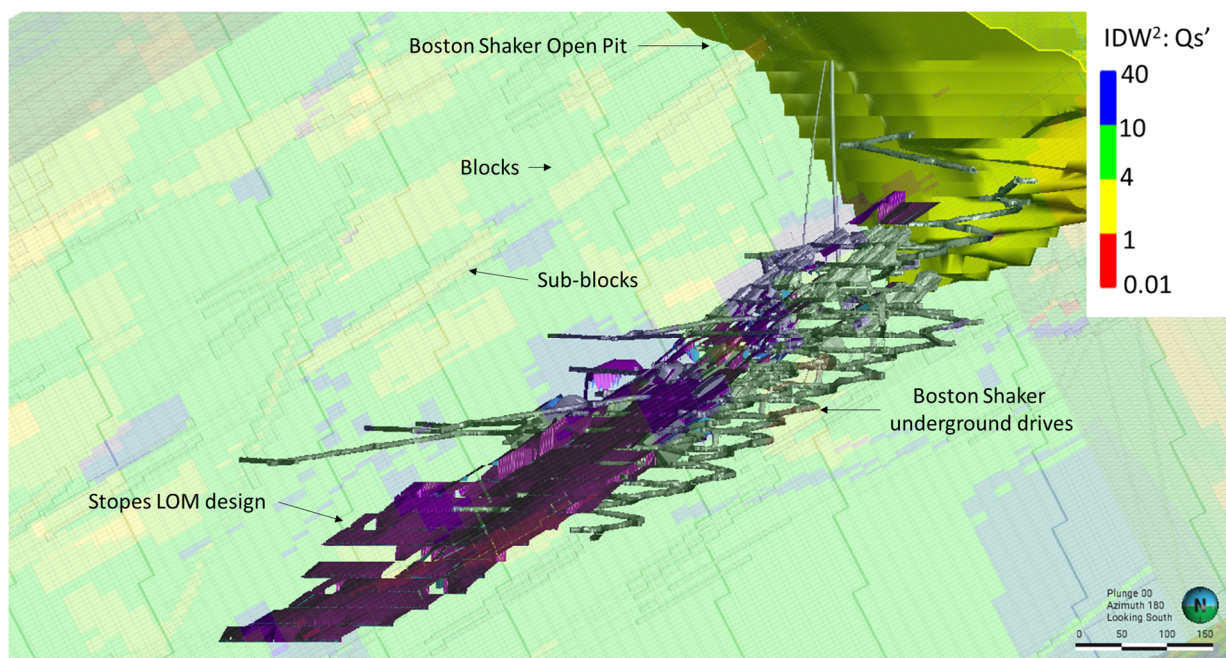 Boston Shaker Open Pit
IDW²: Qs’
40
10
4
1
0.01
Blocks
Sub-blocks
Boston Shaker
underground drives
Stopes LOM design
Plunge 00
Azimuth 180
Looking South
N
0 50 100 150